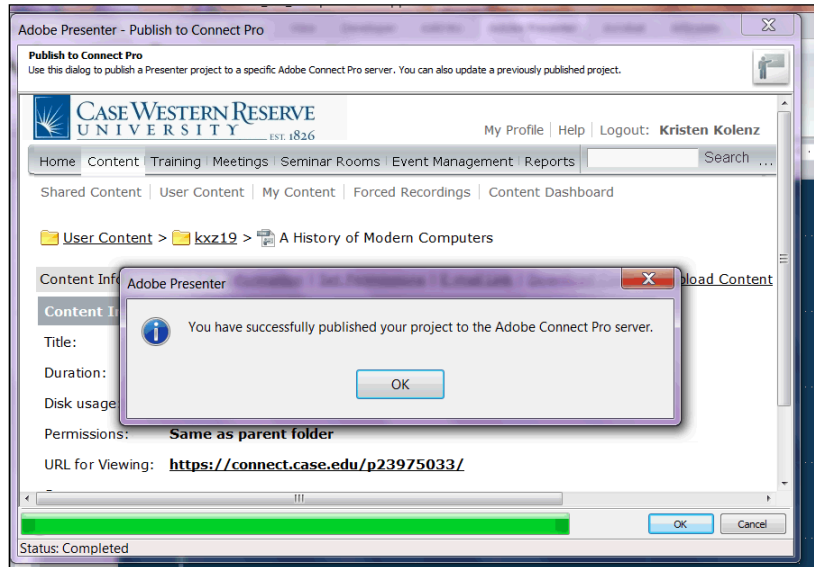 Adobe Presenter - Publish to Connect Pro
Publish to Connect Pro
Use this dialog to publish a Presenter project to a specific Adobe Connect Pro server. You can also update a previously published project.
CASE WESTERN RESERVE
UNIVERSITY EST. 1826
My Profile | Help | Logout: Kristen Kolenz
Home Content Training | Meetings | Seminar Rooms | Event Management | Reports Search ...
Shared Content | User Content | My Content | Forced Recordings | Content Dashboard
User Content > kxz19 > A History of Modern Computers
Content Info
Content
Adobe Presenter
You have successfully published your project to the Adobe Connect Pro server.
OK
Content In
Title:
Duration:
Disk usage
Permissions: Same as parent folder
URL for Viewing: https://connect.case.edu/p23975033/
OK Cancel
Status: Completed